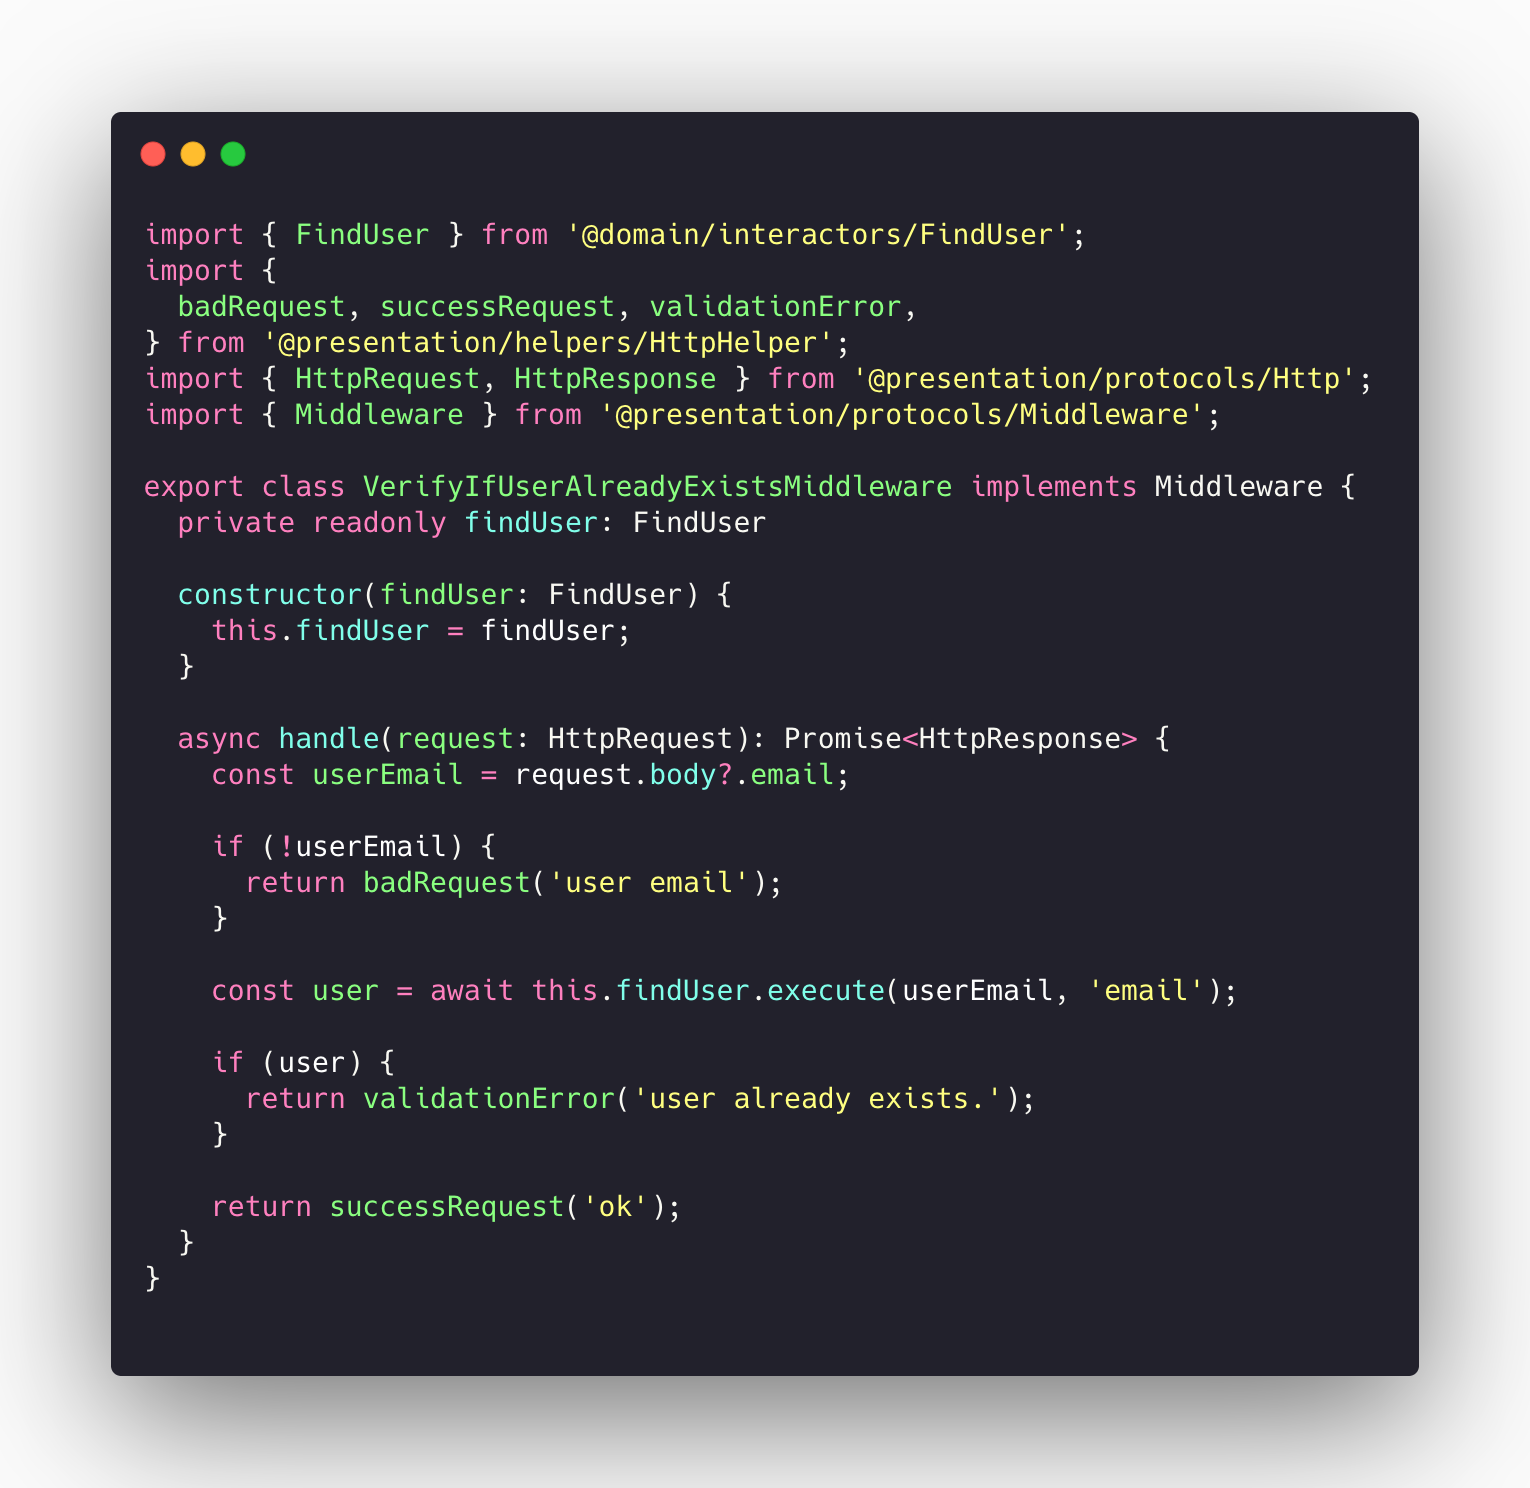 import { FindUser } from '@domain/interactors/FindUser';
import {
  badRequest, successRequest, validationError,
} from '@presentation/helpers/HttpHelper';
import { HttpRequest, HttpResponse } from '@presentation/protocols/Http';
import { Middleware } from '@presentation/protocols/Middleware';

export class VerifyIfUserAlreadyExistsMiddleware implements Middleware {
  private readonly findUser: FindUser

  constructor(findUser: FindUser) {
    this.findUser = findUser;
  }

  async handle(request: HttpRequest): Promise<HttpResponse> {
    const userEmail = request.body?.email;

    if (!userEmail) {
      return badRequest('user email');
    }

    const user = await this.findUser.execute(userEmail, 'email');

    if (user) {
      return validationError('user already exists.');
    }

    return successRequest('ok');
  }
}